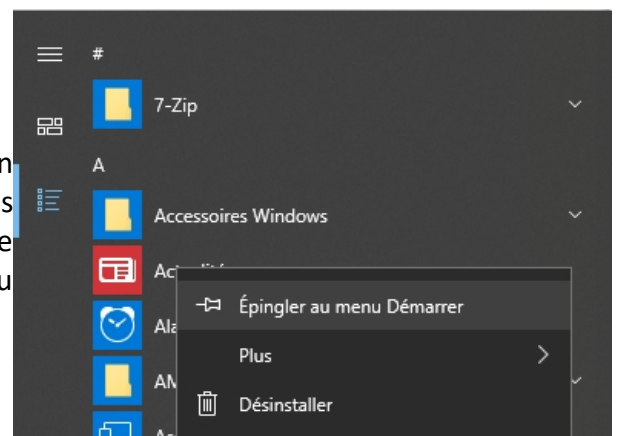 #
7-Zip
A
Accessoires Windows
Épingler au menu Démarrer
Plus
Désinstaller